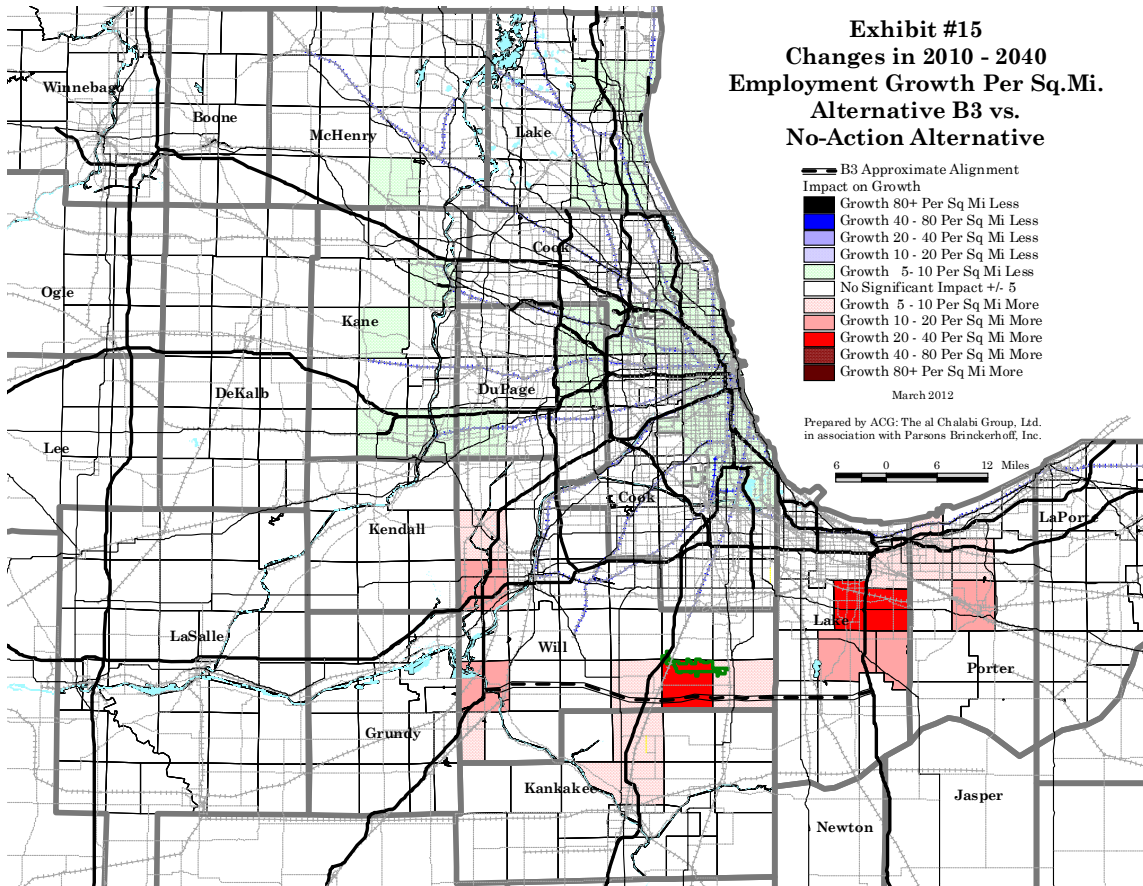 Exhibit #15
Changes in 2010 - 2040
Employment Growth Per Sq.Mi.
Alternative B3 vs.
No-Action Alternative
B3 Approximate Alignment
Impact on Growth
Growth 80+ Per Sq Mi Less
Growth 40 - 80 Per Sq Mi Less
Growth 20 - 40 Per Sq Mi Less
Growth 10 - 20 Per Sq Mi Less
Growth 5-10 Per Sq Mi Less
No Significant Impact +/- 5
Growth 5 - 10 Per Sq Mi More
Growth 10 - 20 Per Sq Mi More
Growth 20 - 40 Per Sq Mi More
Growth 40 - 80 Per Sq Mi More
Growth 80+ Per Sq Mi More
March 2012
Prepared by ACG: The al Chalabi Group, Ltd.
in association with Parsons Brinckerhoff, Inc.
6 0 6 12 Miles
Winnebago
Boone
McHenry
Lake
Cook
Ogle
Kane
DeKalb
DuPage
Lee
Cook
Kendall
LaPorte
LaSalle
Will
Lake
Porter
Grundy
Kankakee
Jasper
Newton